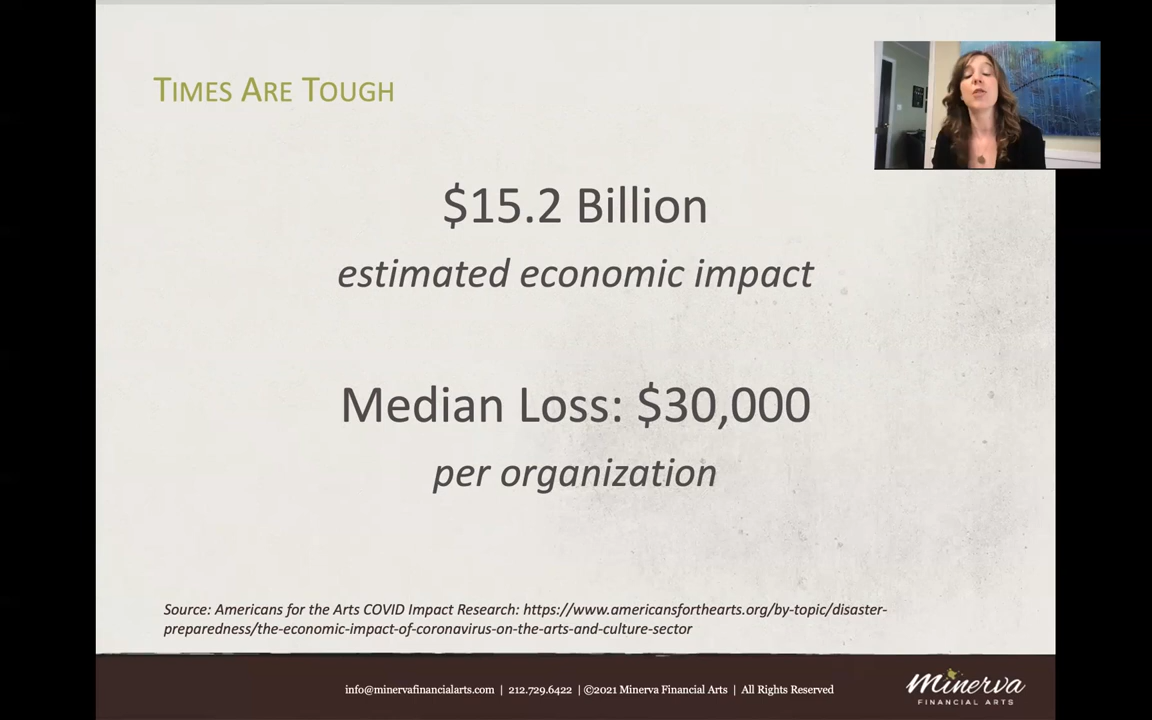 Times Are Tough
$15.2 Billion
estimated economic impact
Median Loss: $30,000
per organization
Source: Americans for the Arts COVID Impact Research: https://www.americansforthearts.org/by-topic/disaster-
preparedness/the-economic-impact-of-coronavirus-on-the-arts-and-culture-sector
info@minervafinancialarts.com | 212.729.6422 | ©2021 Minerva Financial Arts | All Rights Reserved
Minerva
FINANCIAL ARTS